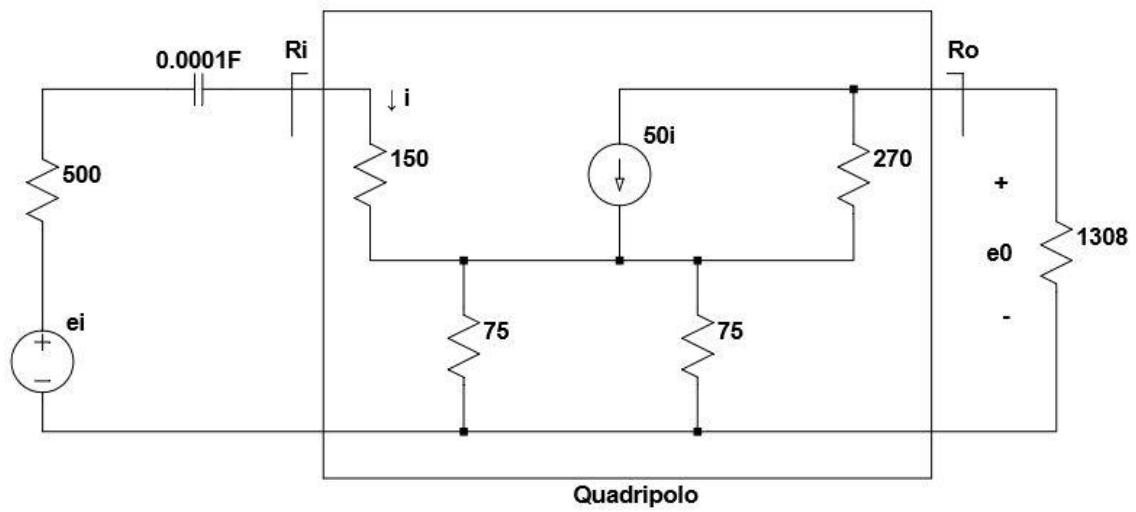 0.0001F
Ri
Ro
↓ i
50i
500
150
270
+
1308
e0
ei
75
75
-
+
−
Quadripolo